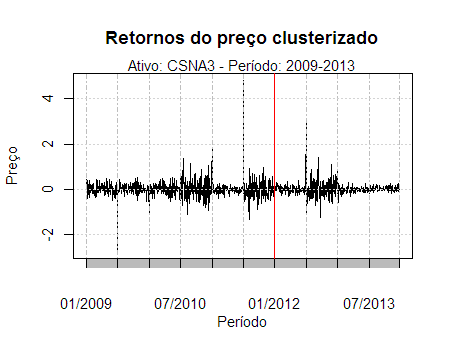 Retornos do preço clusterizado
Ativo: CSNA3 - Período: 2009-2013
Preço
4
2
0
-2
01/2009 07/2010 01/2012 07/2013
Período